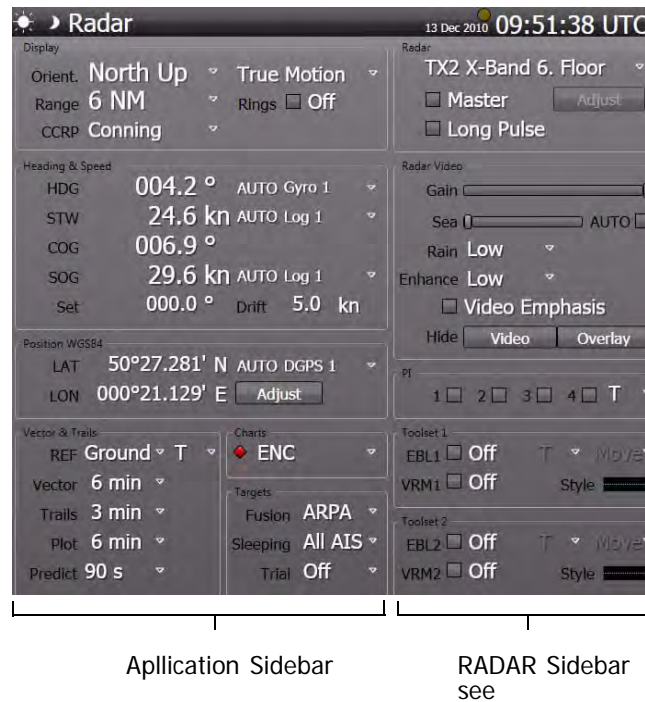 Radar
13 Dec 2010 09:51:38 UTC
Display
Orient. North Up True Motion
Range 6 NM Rings Off
CCRP Conning
Heading & Speed
HDG 004.2 ° AUTO Gyro 1
STW 24.6 kn AUTO Log 1
COG 006.9 °
SOG 29.6 kn AUTO Log 1
Set 000.0 ° Drift 5.0 kn
Position WGS84
LAT 50°27.281' N AUTO DGPS 1
LON 000°21.129' E Adjust
Vector & Trails
REF Ground T
Vector 6 min
Trails 3 min
Plot 6 min
Predict 90 s
Charts
ENC
Targets
Fusion ARPA
Sleeping All AIS
Trial Off
Radar
TX2 X-Band 6. Floor
Master Adjust
Long Pulse
Radar Video
Gain
Sea AUTO
Rain Low
Enhance Low
Video Emphasis
Hide Video Overlay
PI
1 2 3 4 T
Toolset 1
EBL1 Off T Move
VRM1 Off Style
Toolset 2
EBL2 Off T Move
VRM2 Off Style
Apllication Sidebar
RADAR Sidebar
see